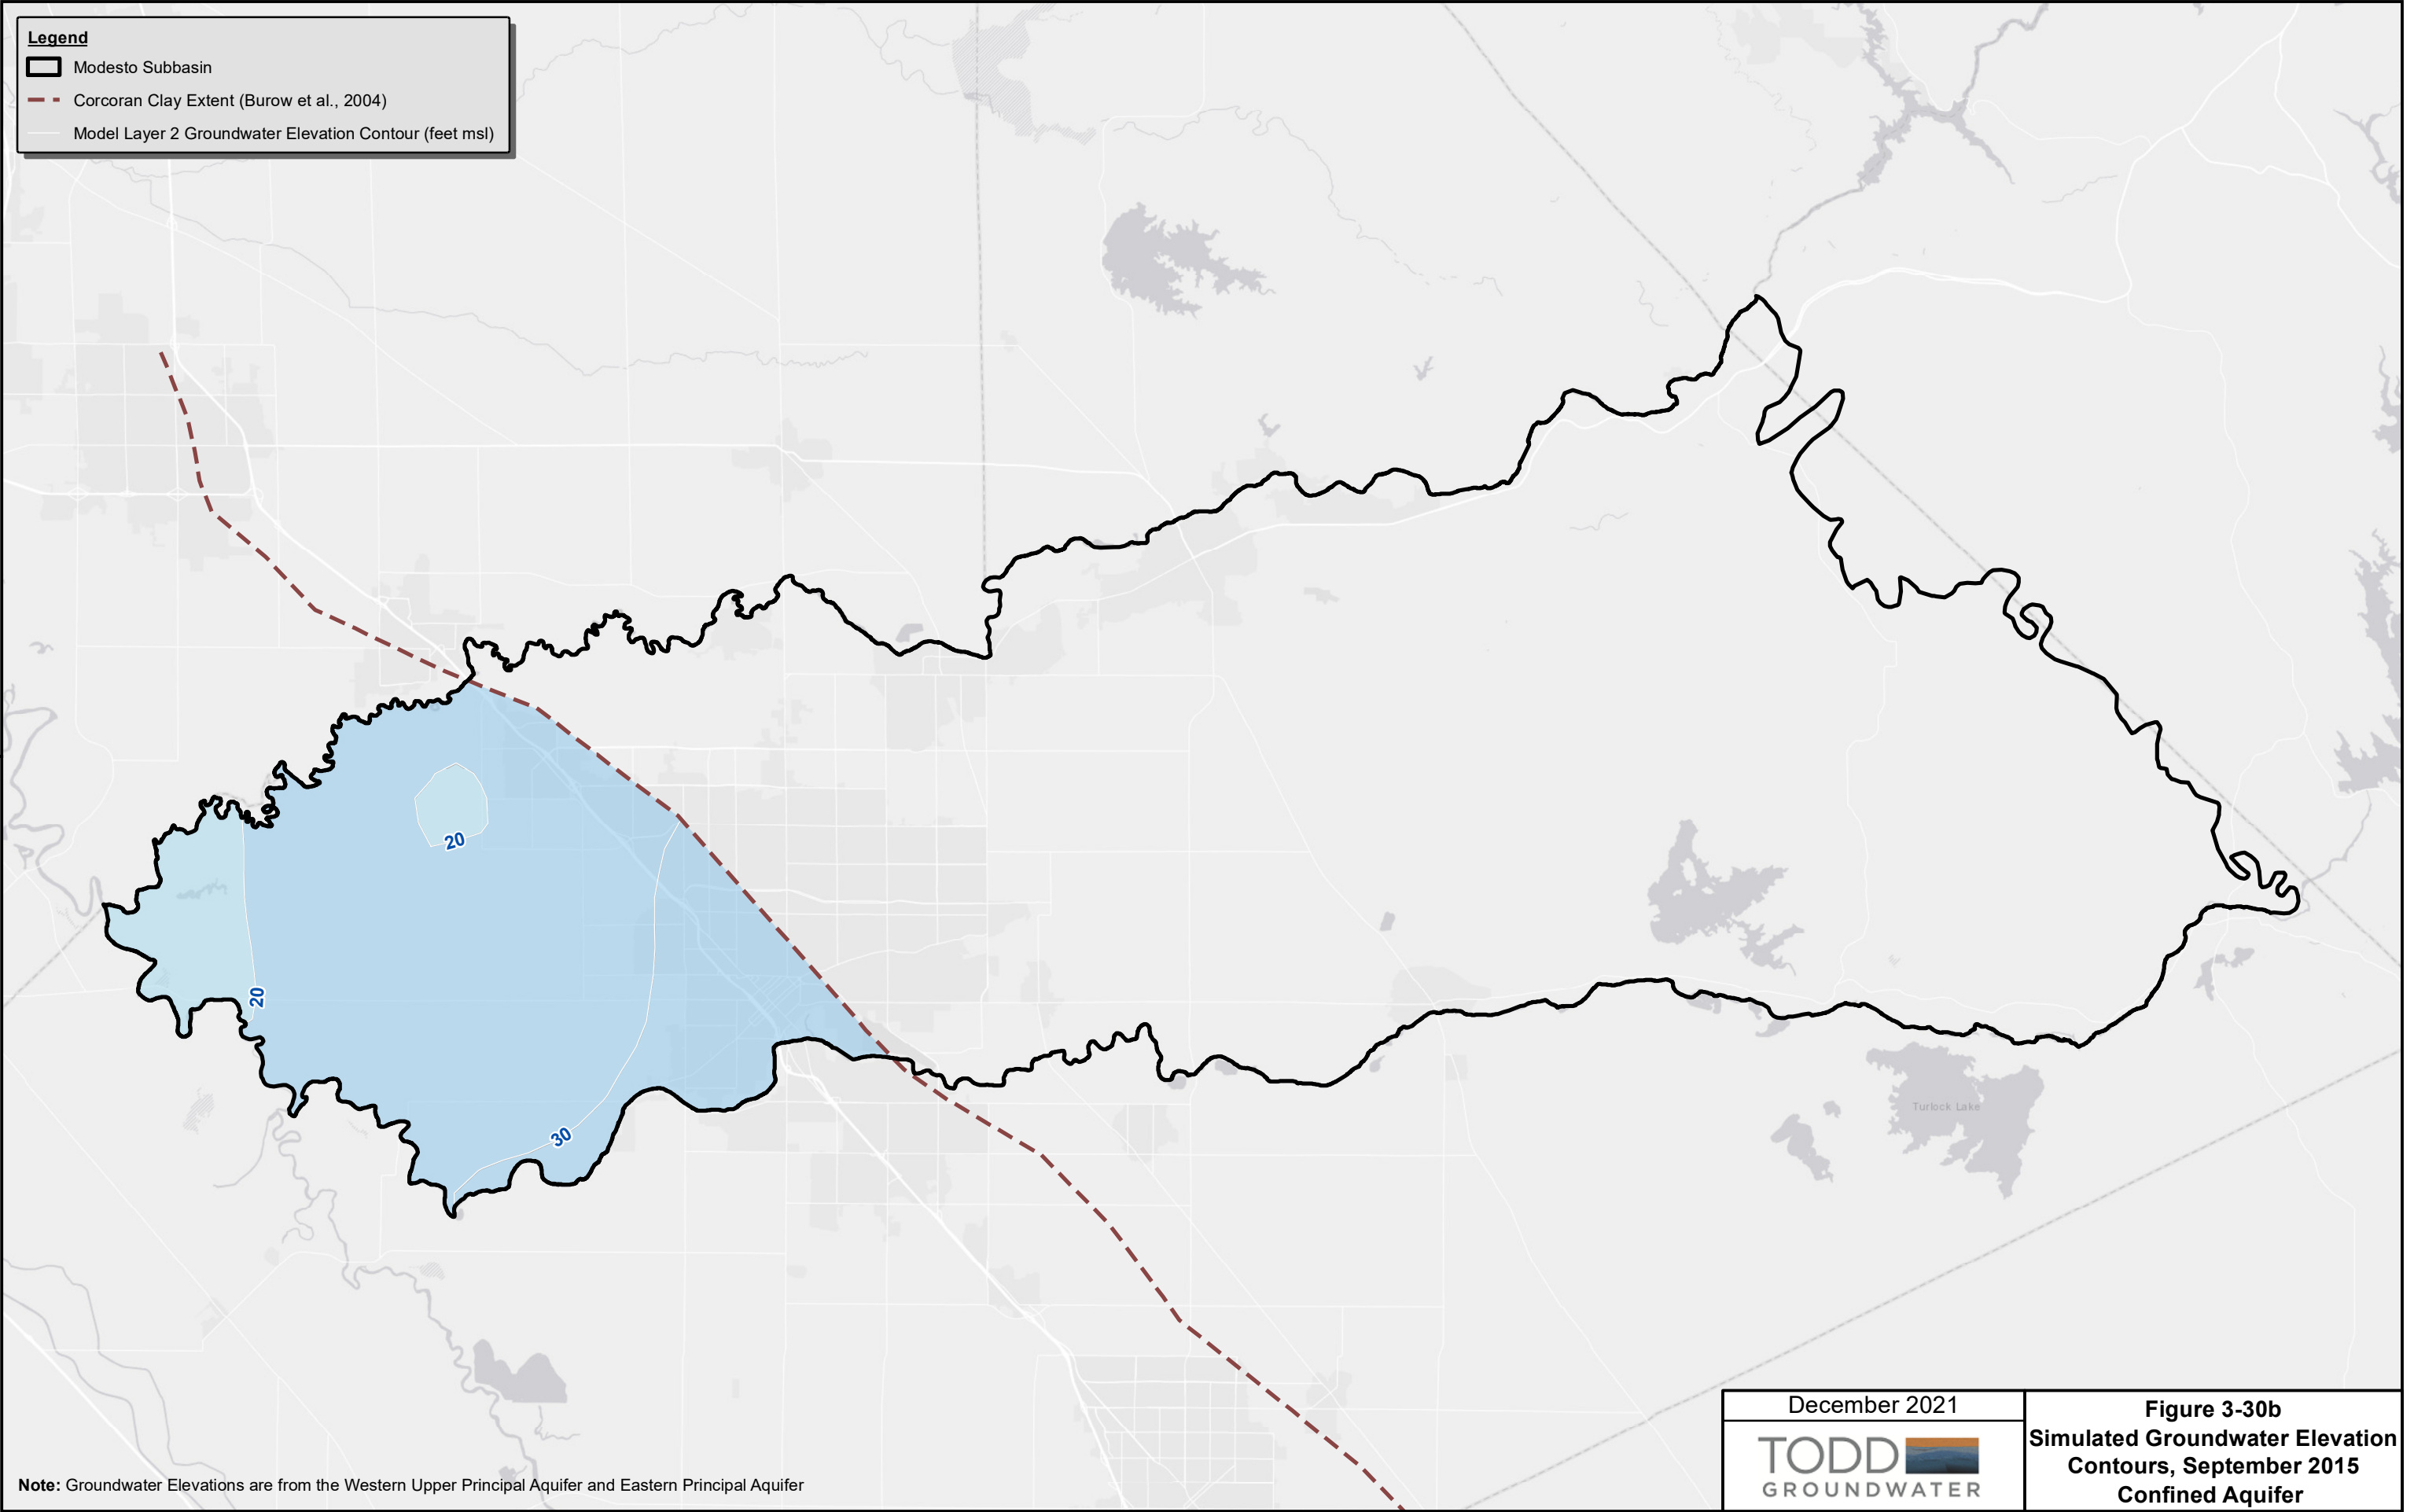 Legend
Modesto Subbasin
Corcoran Clay Extent (Burow et al., 2004)
Model Layer 2 Groundwater Elevation Contour (feet msl)
20
20
30
Turlock Lake
Note: Groundwater Elevations are from the Western Upper Principal Aquifer and Eastern Principal Aquifer
December 2021
TODD
GROUNDWATER
Figure 3-30b
Simulated Groundwater Elevation
Contours, September 2015
Confined Aquifer